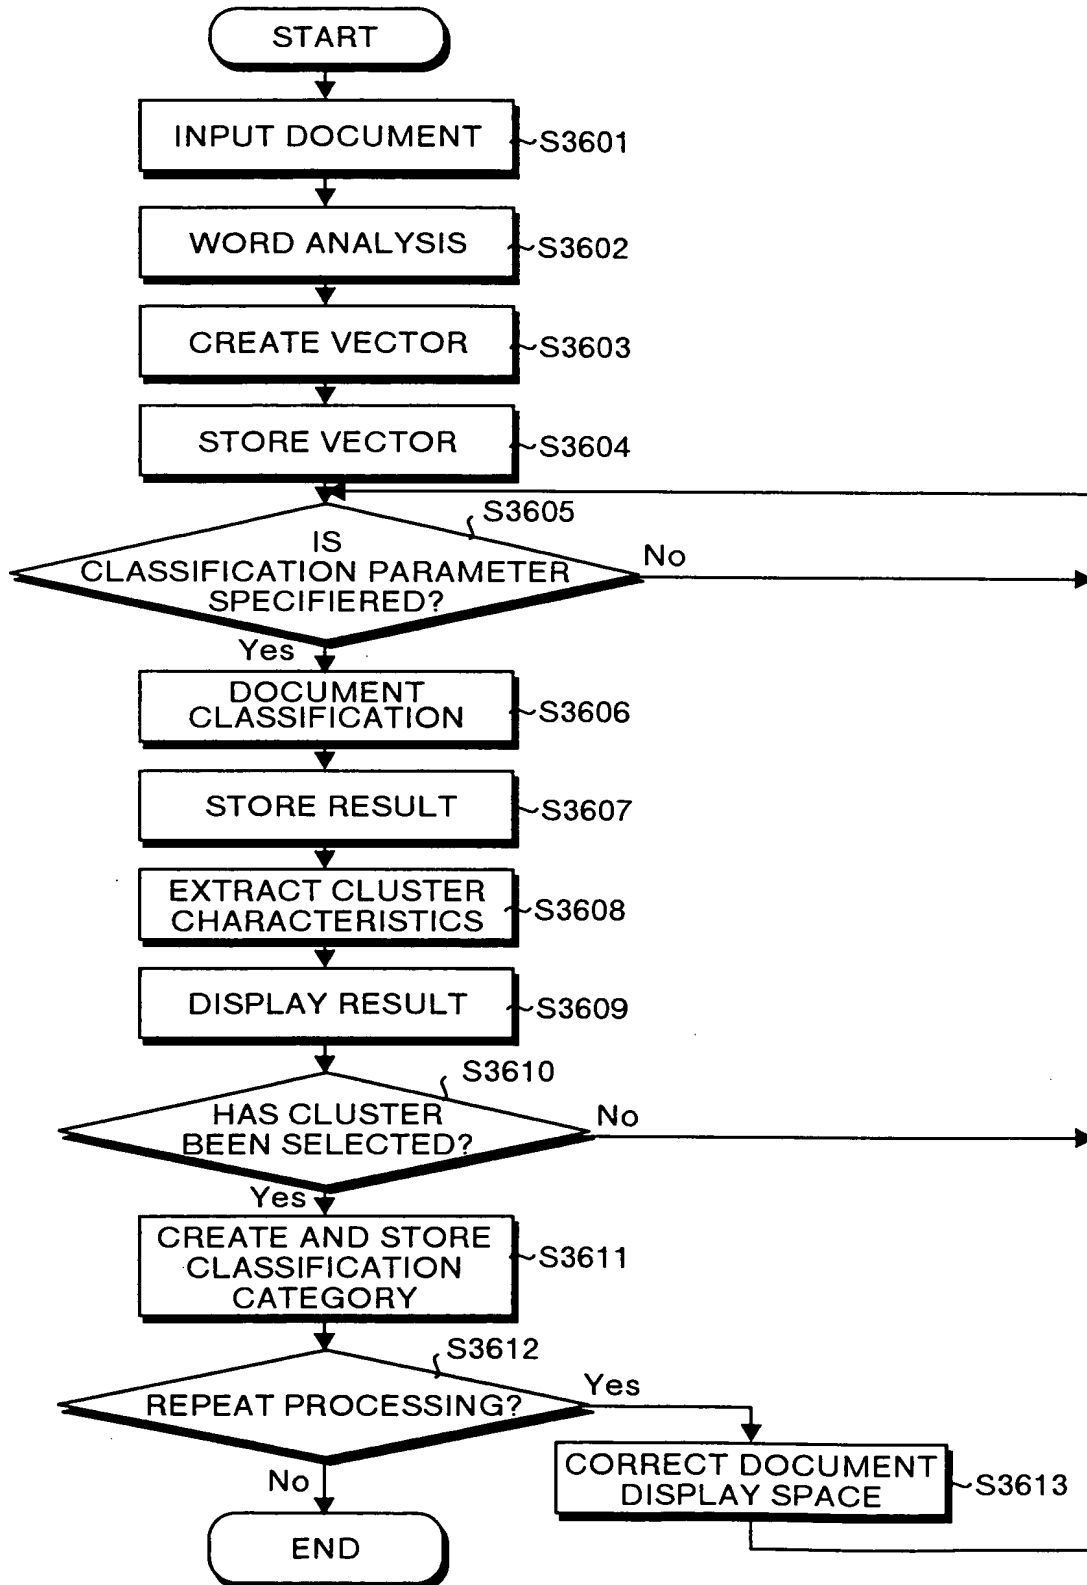 START
INPUT DOCUMENT
S3601
WORD ANALYSIS
S3602
CREATE VECTOR
S3603
STORE VECTOR
S3604
S3605
IS
CLASSIFICATION PARAMETER
SPECIFIERED?
No
Yes
DOCUMENT
CLASSIFICATION
S3606
STORE RESULT
S3607
EXTRACT CLUSTER
CHARACTERISTICS
S3608
DISPLAY RESULT
S3609
S3610
HAS CLUSTER
BEEN SELECTED?
No
Yes
CREATE AND STORE
CLASSIFICATION
CATEGORY
S3611
S3612
REPEAT PROCESSING?
Yes
No
CORRECT DOCUMENT
DISPLAY SPACE
S3613
END